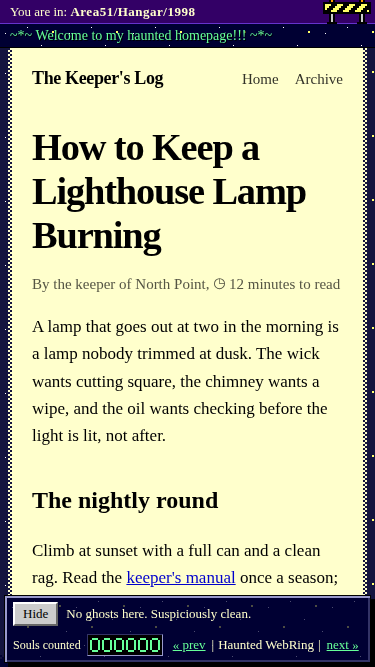 You are in: Area51/Hangar/1998
~*~ Welcome to my haunted homepage!!! ~*~
The Keeper's Log
Home Archive
How to Keep a
Lighthouse Lamp
Burning
By the keeper of North Point, 12 minutes to read
A lamp that goes out at two in the morning is
a lamp nobody trimmed at dusk. The wick
wants cutting square, the chimney wants a
wipe, and the oil wants checking before the
light is lit, not after.
The nightly round
Climb at sunset with a full can and a clean
rag. Read the keeper's manual once a season;
Hide No ghosts here. Suspiciously clean.
Souls counted 000000 « prev | Haunted WebRing | next »